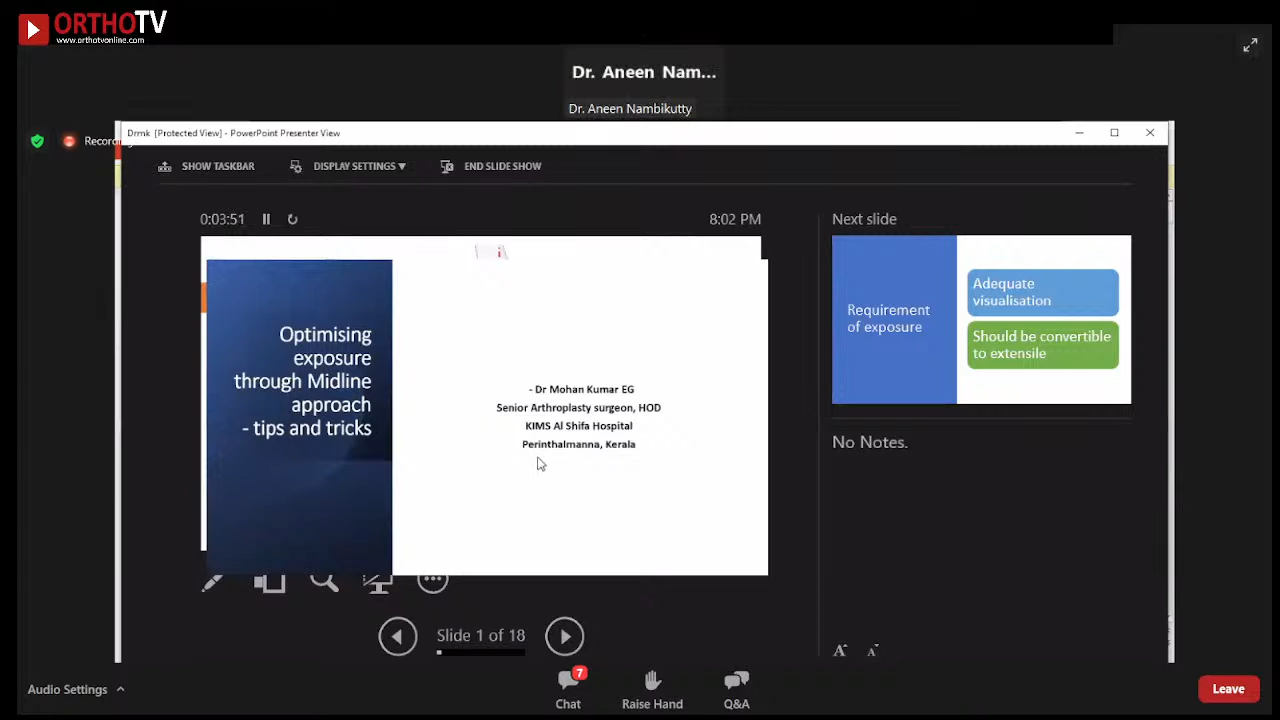 ORTHOTV
www.orthotvonline.com
Dr. Aneen Nam...
Dr. Aneen Nambikutty
Drmk [Protected View] - PowerPoint Presenter View
SHOW TASKBAR
DISPLAY SETTINGS ▼
END SLIDE SHOW
0:03:51
8:02 PM
Optimising
exposure
through Midline
approach
- tips and tricks
- Dr Mohan Kumar EG
Senior Arthroplasty surgeon, HOD
KIMS Al Shifa Hospital
Perinthalmanna, Kerala
Slide 1 of 18
Next slide
Requirement
of exposure
Adequate
visualisation
Should be convertible
to extensile
No Notes.
A
A
Audio Settings
7
Chat
Raise Hand
Q&A
Leave